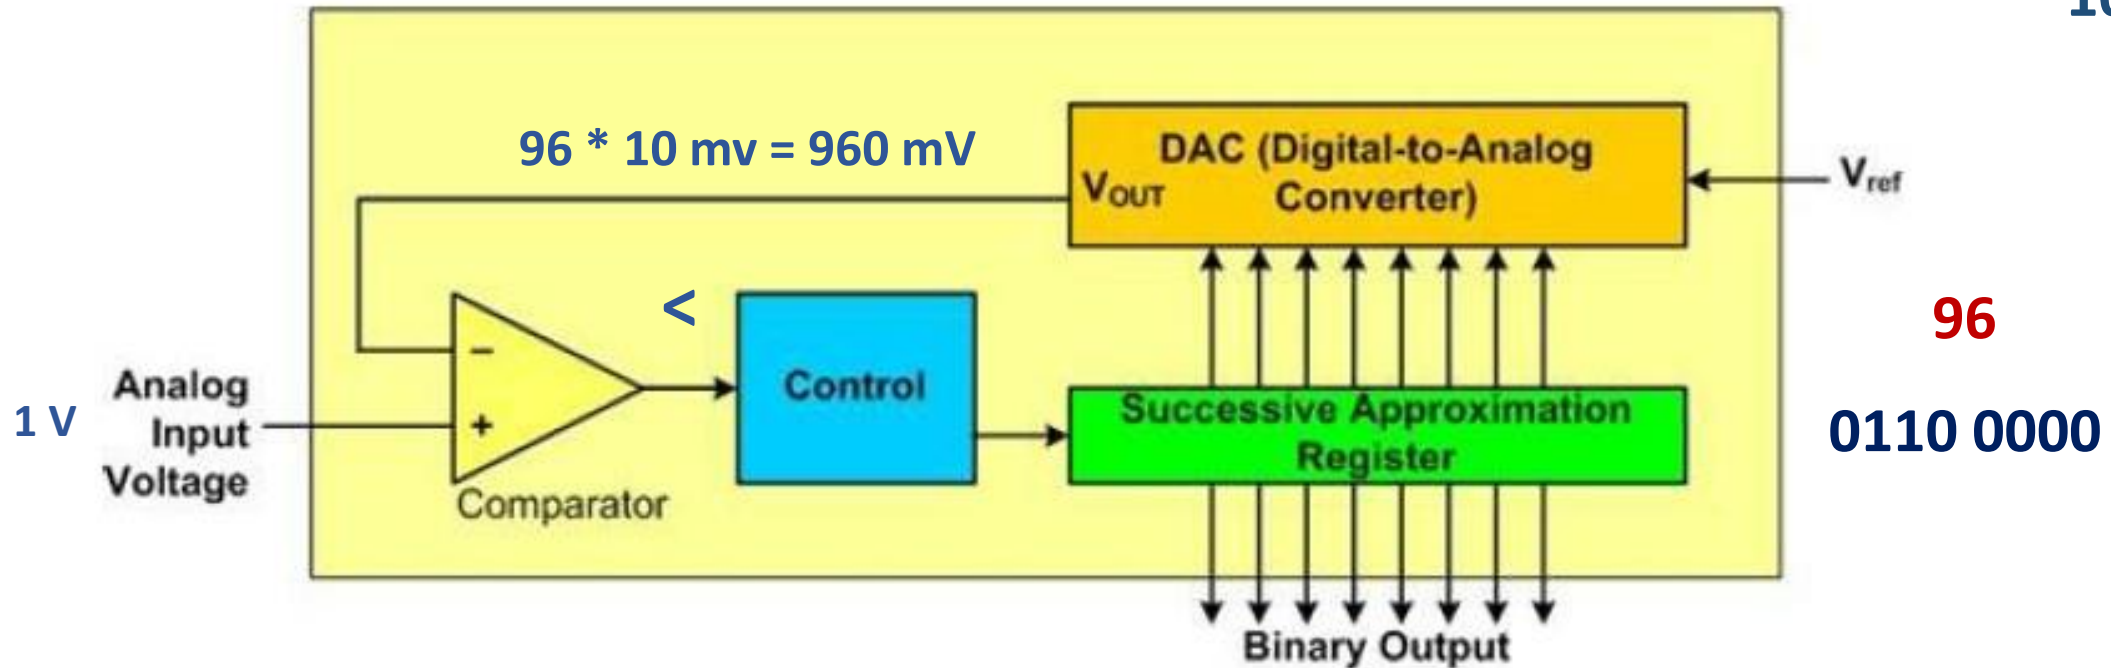 96 * 10 mv = 960 mV
DAC (Digital-to-Analog
Converter)
VOUT
Vref
<
96
Analog
Input
Voltage
1 V
−
+
Comparator
Control
Successive Approximation
Register
0110 0000
Binary Output